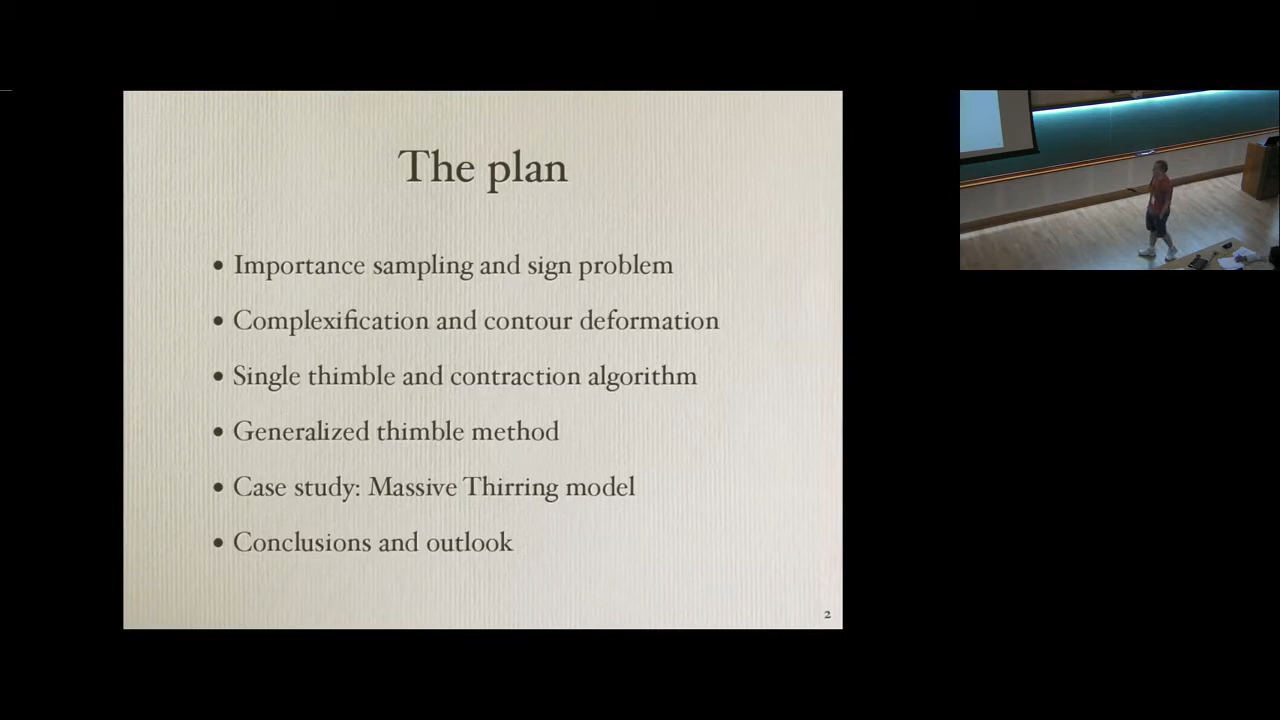 The plan
• Importance sampling and sign problem
• Complexification and contour deformation
• Single thimble and contraction algorithm
• Generalized thimble method
• Case study: Massive Thirring model
• Conclusions and outlook
2